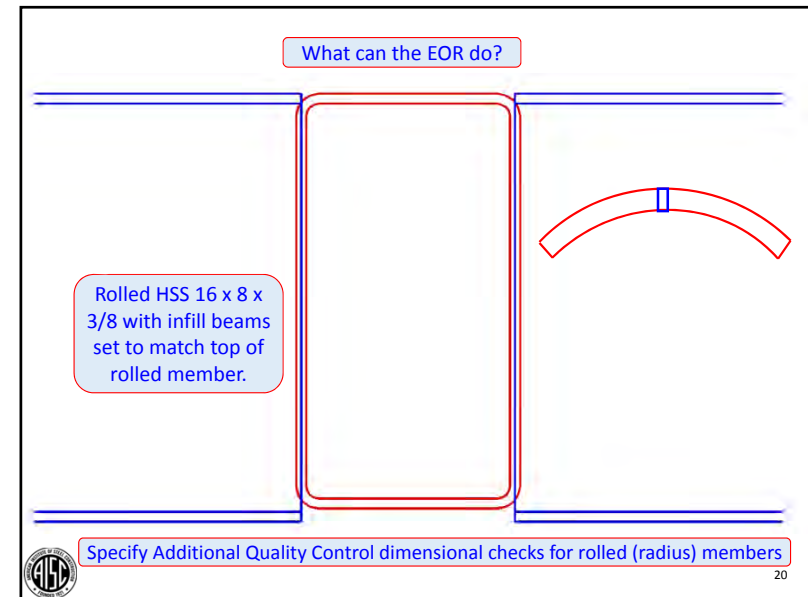 What can the EOR do?
Rolled HSS 16 x 8 x
3/8 with infill beams
set to match top of
rolled member.
Specify Additional Quality Control dimensional checks for rolled (radius) members
AISC
20